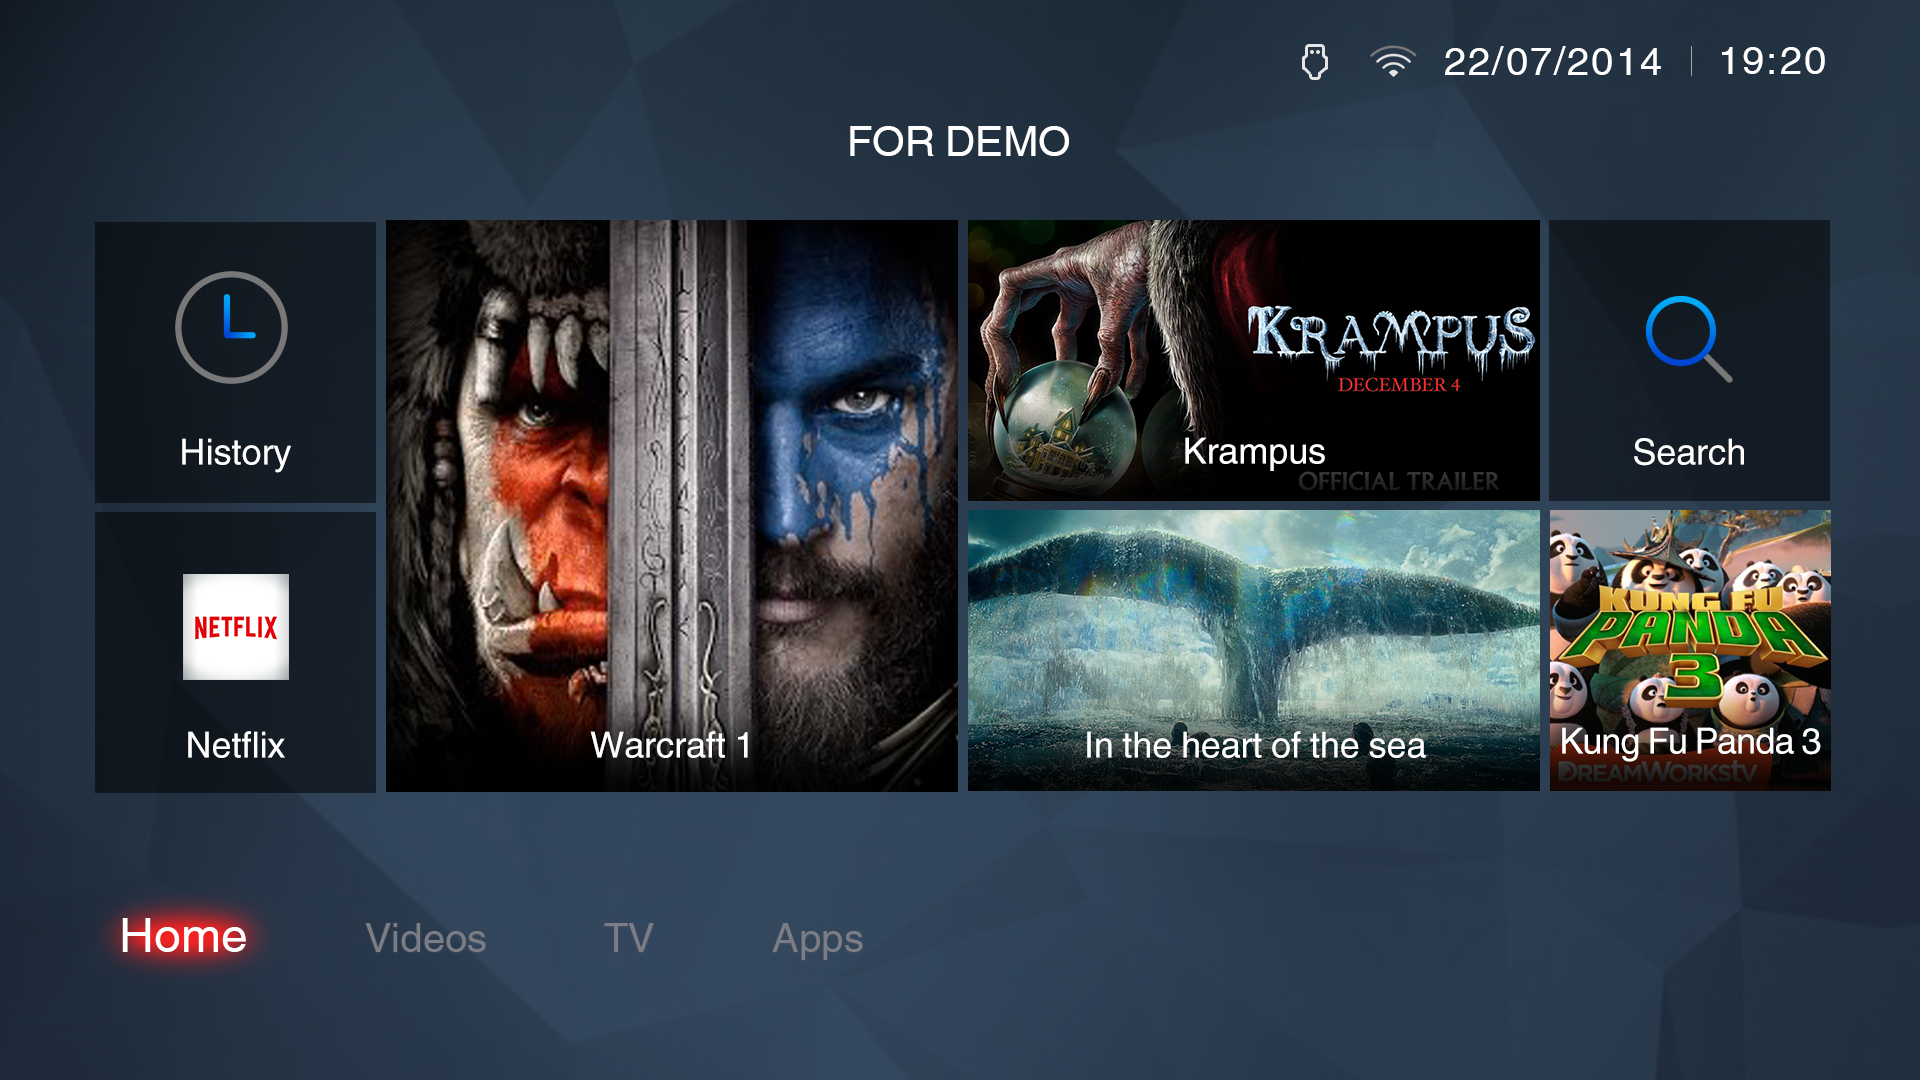 22/07/2014 | 19:20
FOR DEMO
History
Warcraft 1
KRAMPUS
DECEMBER 4
Krampus
OFFICIAL TRAILER
Search
NETFLIX
Netflix
In the heart of the sea
KUNG FU
PANDA
3
Kung Fu Panda 3
DREAMWORKSTV
Home
Videos
TV
Apps